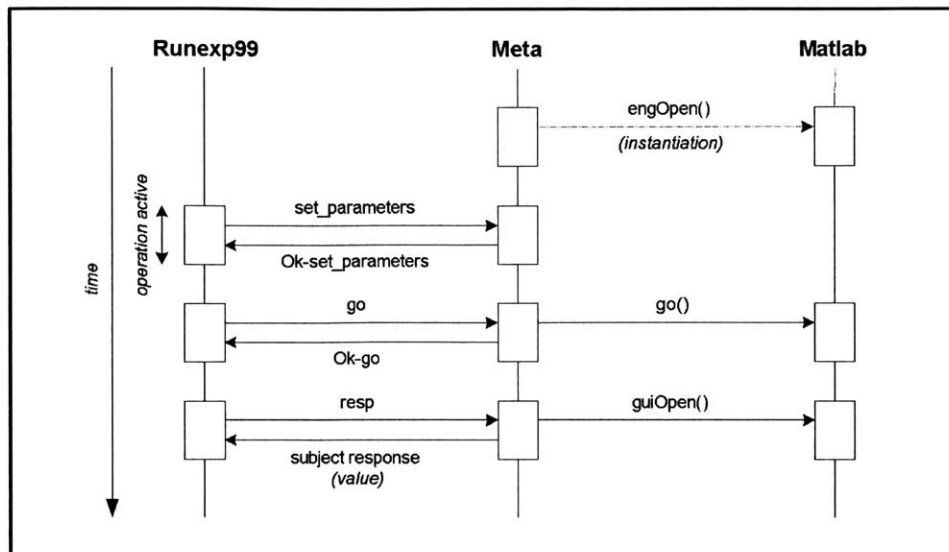 Runexp99
Meta
Matlab
engOpen()
(instantiation)
time
operation active
set_parameters
Ok-set_parameters
go
go()
Ok-go
resp
guiOpen()
subject response
(value)